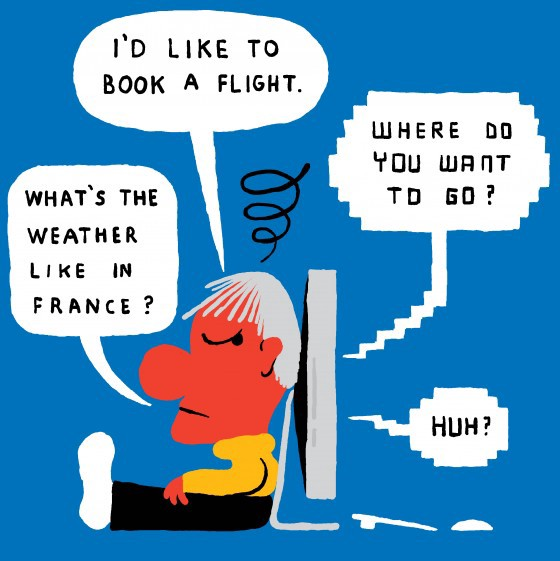 I'D LIKE TO
BOOK A FLIGHT.
WHERE DO
YOU WANT
TO GO?
WHAT'S THE
WEATHER
LIKE IN
FRANCE?
HUH?